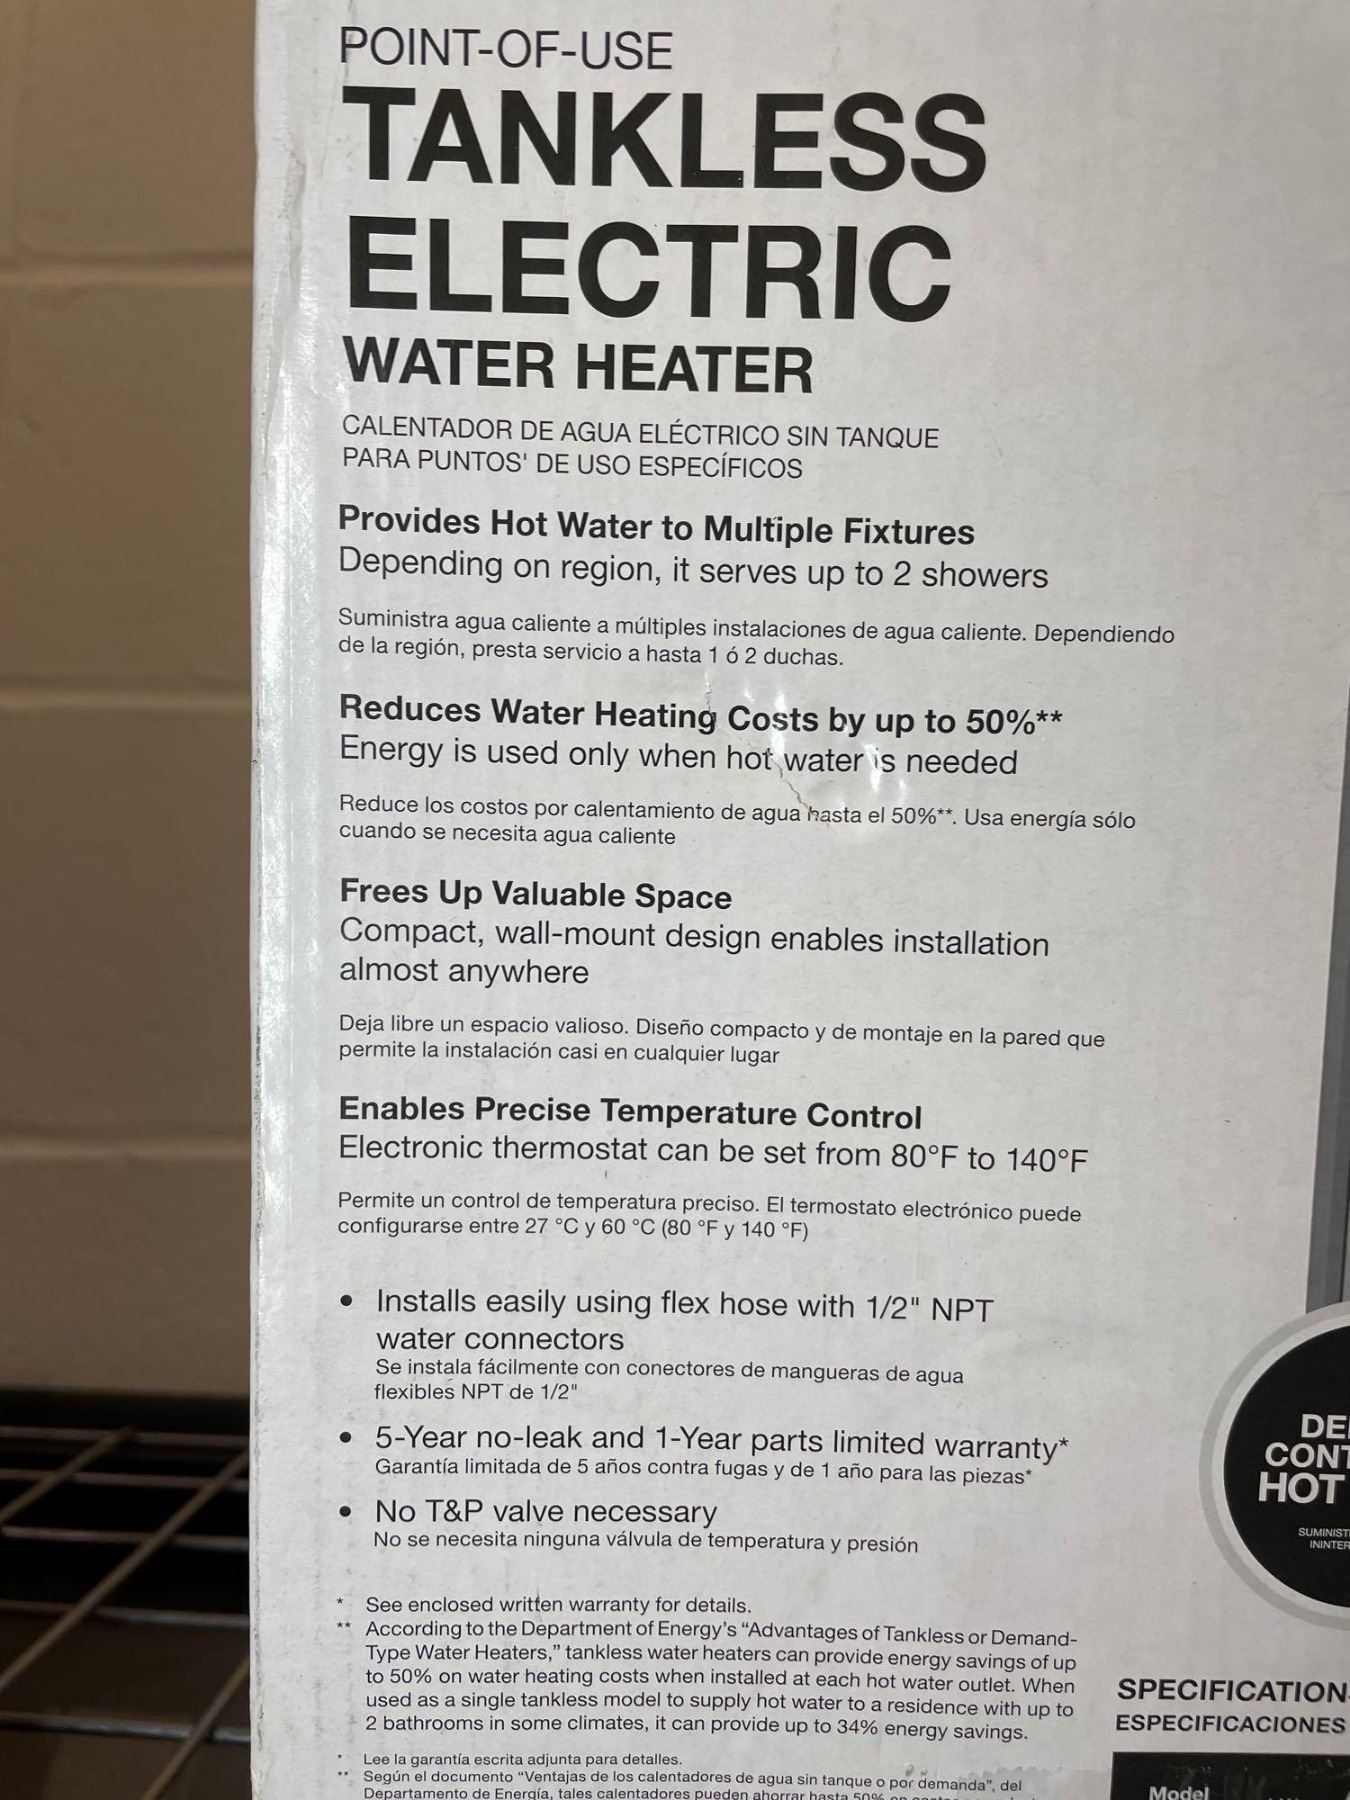 POINT-OF-USE
TANKLESS
ELECTRIC
WATER HEATER
CALENTADOR DE AGUA ELÉCTRICO SIN TANQUE
PARA PUNTOS' DE USO ESPECÍFICOS
Provides Hot Water to Multiple Fixtures
Depending on region, it serves up to 2 showers
Suministra agua caliente a múltiples instalaciones de agua caliente. Dependiendo
de la región, presta servicio a hasta 1 ó 2 duchas.
Reduces Water Heating Costs by up to 50%**
Energy is used only when hot water is needed
Reduce los costos por calentamiento de agua hasta el 50%**. Usa energía sólo
cuando se necesita agua caliente
Frees Up Valuable Space
Compact, wall-mount design enables installation
almost anywhere
Deja libre un espacio valioso. Diseño compacto y de montaje en la pared que
permite la instalación casi en cualquier lugar
Enables Precise Temperature Control
Electronic thermostat can be set from 80°F to 140°F
Permite un control de temperatura preciso. El termostato electrónico puede
configurarse entre 27 °C y 60 °C (80 °F y 140 °F)
• Installs easily using flex hose with 1/2" NPT
water connectors
Se instala fácilmente con conectores de mangueras de agua
flexibles NPT de 1/2"
• 5-Year no-leak and 1-Year parts limited warranty*
Garantía limitada de 5 años contra fugas y de 1 año para las piezas*
• No T&P valve necessary
No se necesita ninguna válvula de temperatura y presión
* See enclosed written warranty for details.
** According to the Department of Energy's “Advantages of Tankless or Demand-
Type Water Heaters,” tankless water heaters can provide energy savings of up
to 50% on water heating costs when installed at each hot water outlet. When
used as a single tankless model to supply hot water to a residence with up to
2 bathrooms in some climates, it can provide up to 34% energy savings.
* Lee la garantía escrita adjunta para detalles.
** Según el documento “Ventajas de los calentadores de agua sin tanque o por demanda”, del
Departamento de Energía, tales calentadores pueden ahorrar hasta 50% en
HOT
SPECIFICATION
ESPECIFICACIONES
Model